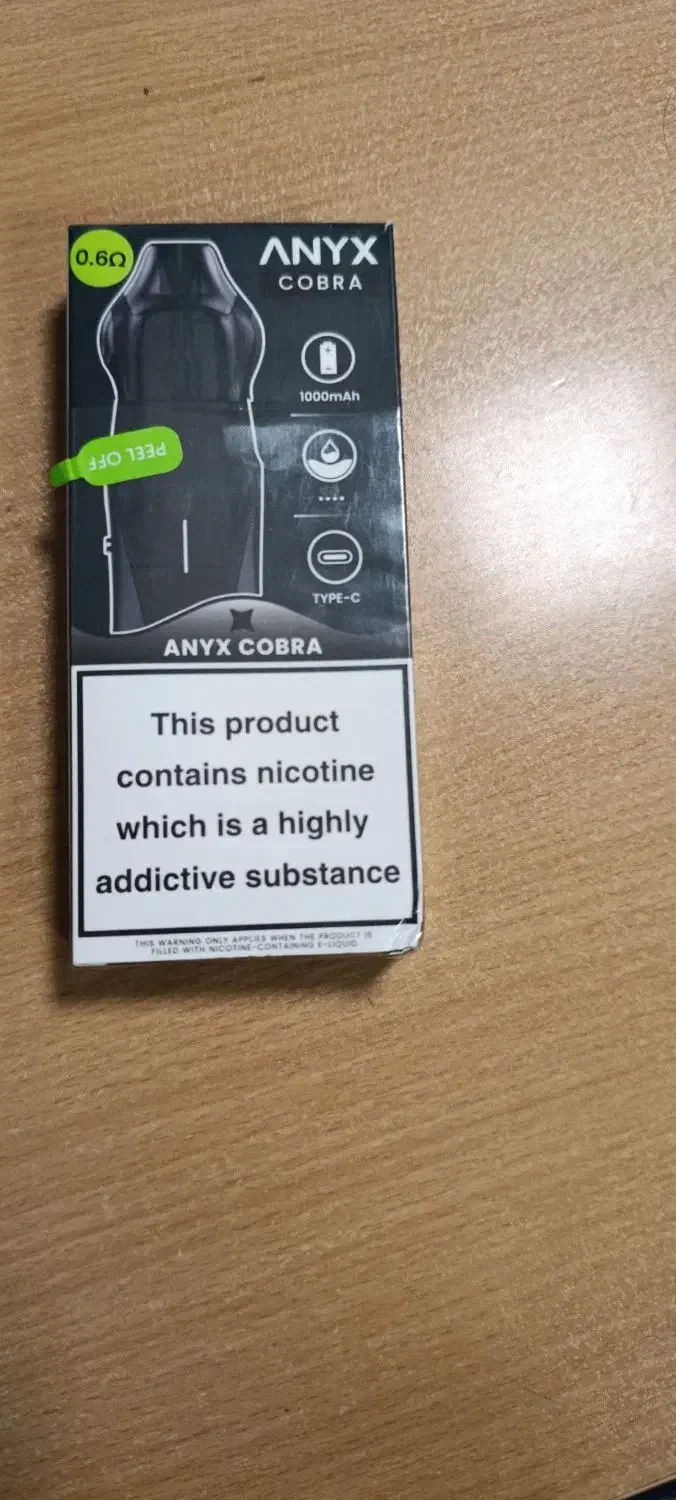 0.6Ω
ANYX
COBRA
1000mAh
PEEL OFF
TYPE-C
ANYX COBRA
This product
contains nicotine
which is a highly
addictive substance
THIS WARNING ONLY APPLIES WHEN THE PRODUCT IS
FILLED WITH NICOTINE-CONTAINING E-LIQUID